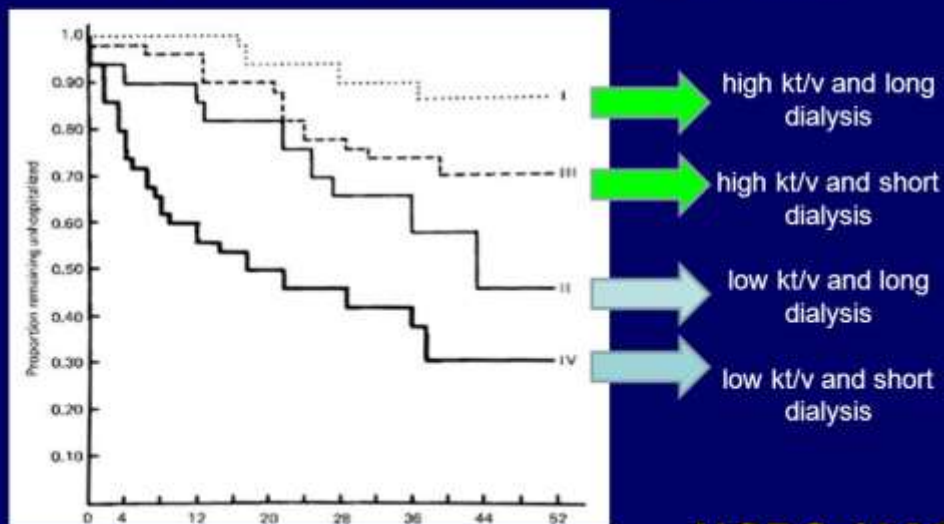 Proportion remaining unhospitalized
1.0
0.90
0.80
0.70
0.60
0.50
0.40
0.30
0.20
0.10
0 4 12 20 28 36 44 52
I
III
II
IV
high kt/v and long
dialysis
high kt/v and short
dialysis
low kt/v and long
dialysis
low kt/v and short
dialysis